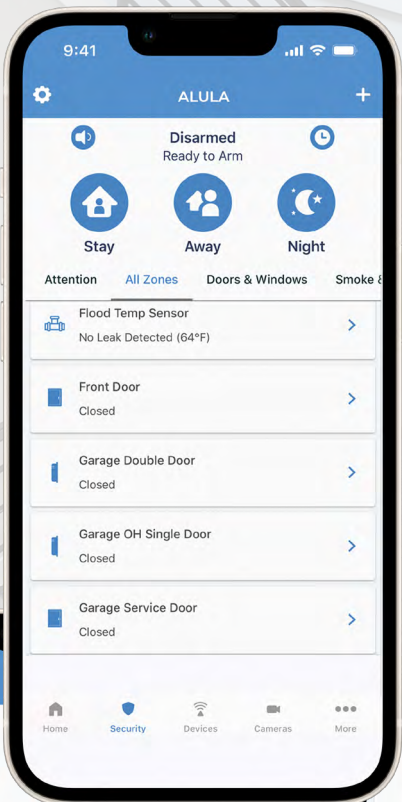 9:41
ALULA
Disarmed
Ready to Arm
Stay Away Night
Attention All Zones Doors & Windows Smoke &
Flood Temp Sensor
No Leak Detected (64°F)
Front Door
Closed
Garage Double Door
Closed
Garage OH Single Door
Closed
Garage Service Door
Closed
Home Security Devices Cameras More